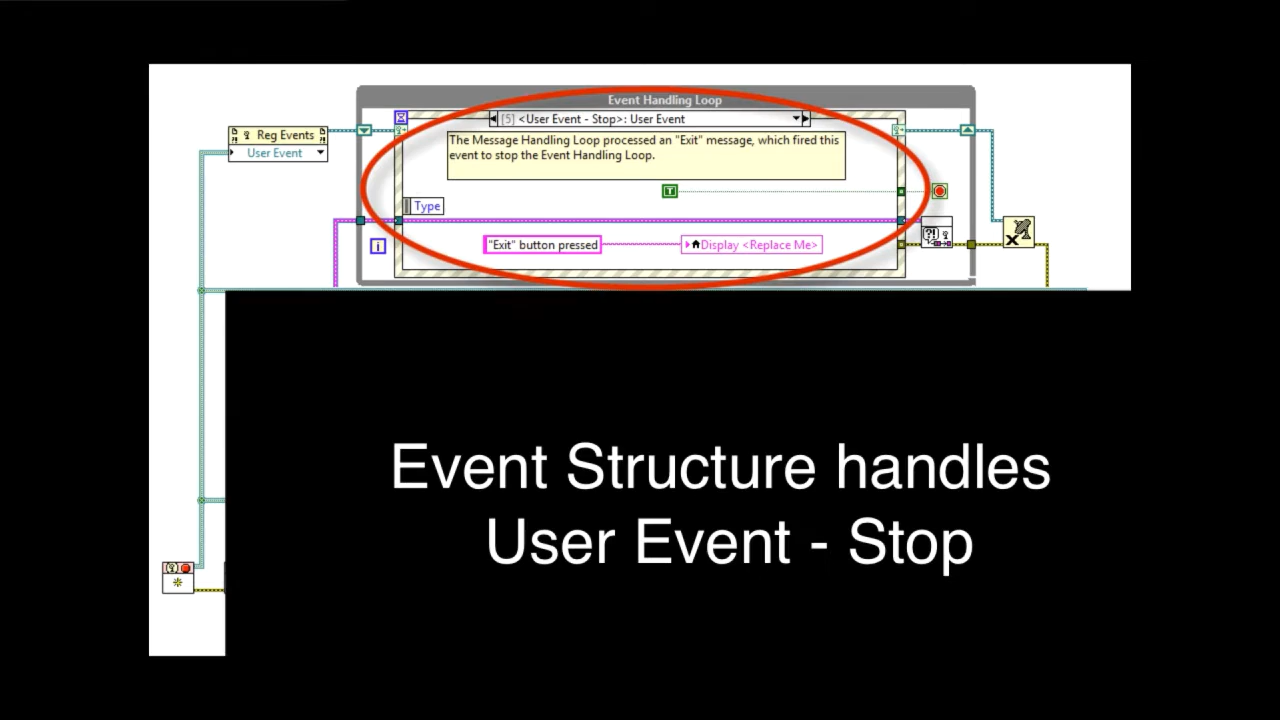 Event Handling Loop
[5] <User Event - Stop>: User Event
Reg Events
User Event
The Message Handling Loop processed an "Exit" message, which fired this
event to stop the Event Handling Loop.
T
Type
i
"Exit" button pressed
Display <Replace Me>
?!
Event Structure handles
User Event - Stop